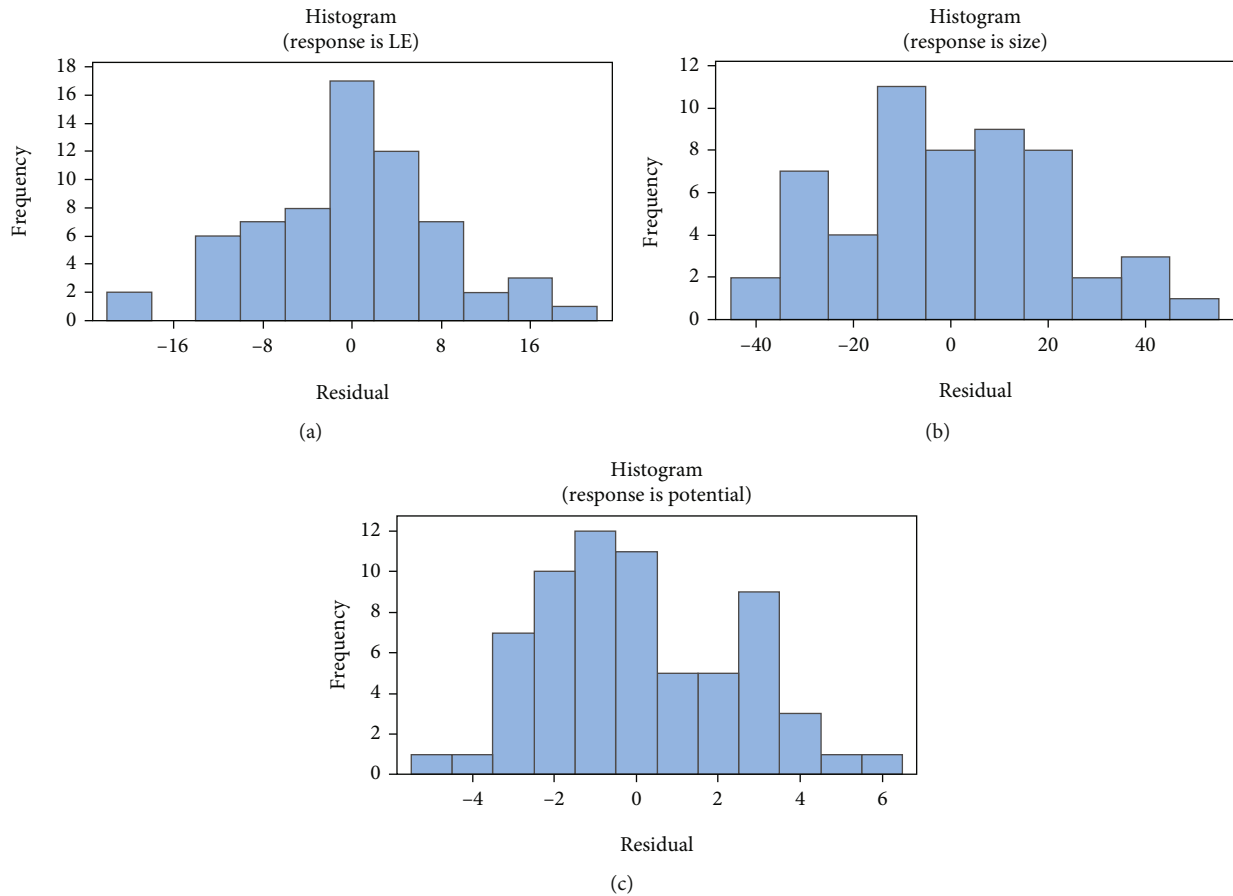 Histogram
(response is LE)
18
16
14
12
10
8
6
4
2
0
Frequency
–16
–8
0
8
16
Residual
(a)
Histogram
(response is size)
12
10
8
6
4
2
0
Frequency
–40
–20
0
20
40
Residual
(b)
Histogram
(response is potential)
12
10
8
6
4
2
0
Frequency
–4
–2
0
2
4
6
Residual
(c)